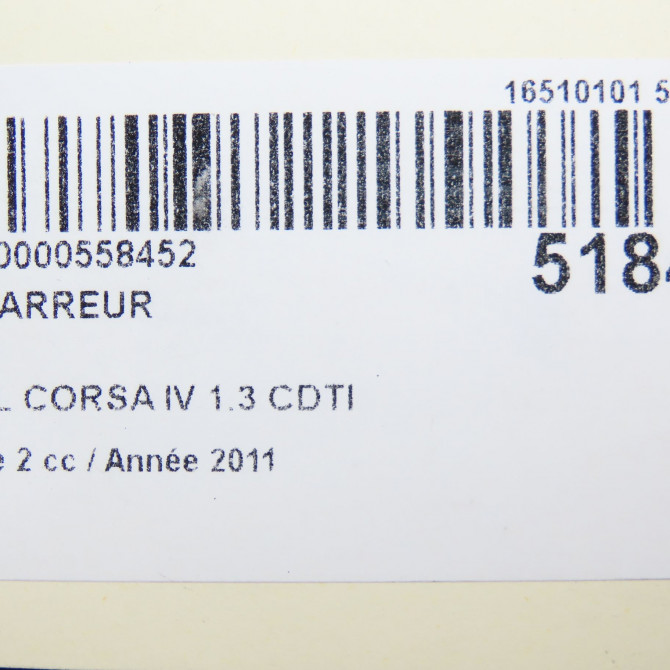 16510101 5
0000558452
5184
ARREUR
L CORSA IV 1.3 CDTI
e 2 cc / Année 2011